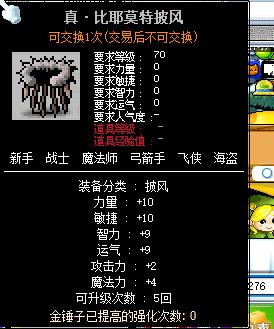 真·比耶莫特披风
可交换1次(交易后不可交换)
要求等级： 70
要求力量： 0
要求敏捷： 0
要求智力： 0
要求运气： 0
要求人气度：-
道具等级： -
道具经验值： -
新手 战士 魔法师 弓箭手 飞侠 海盗
装备分类 : 披风
力量 : +10
敏捷 : +10
智力 : +9
运气 : +9
攻击力 : +2
魔法力 : +4
可升级次数 : 5回
金锤子已提高的强化次数: 0
276